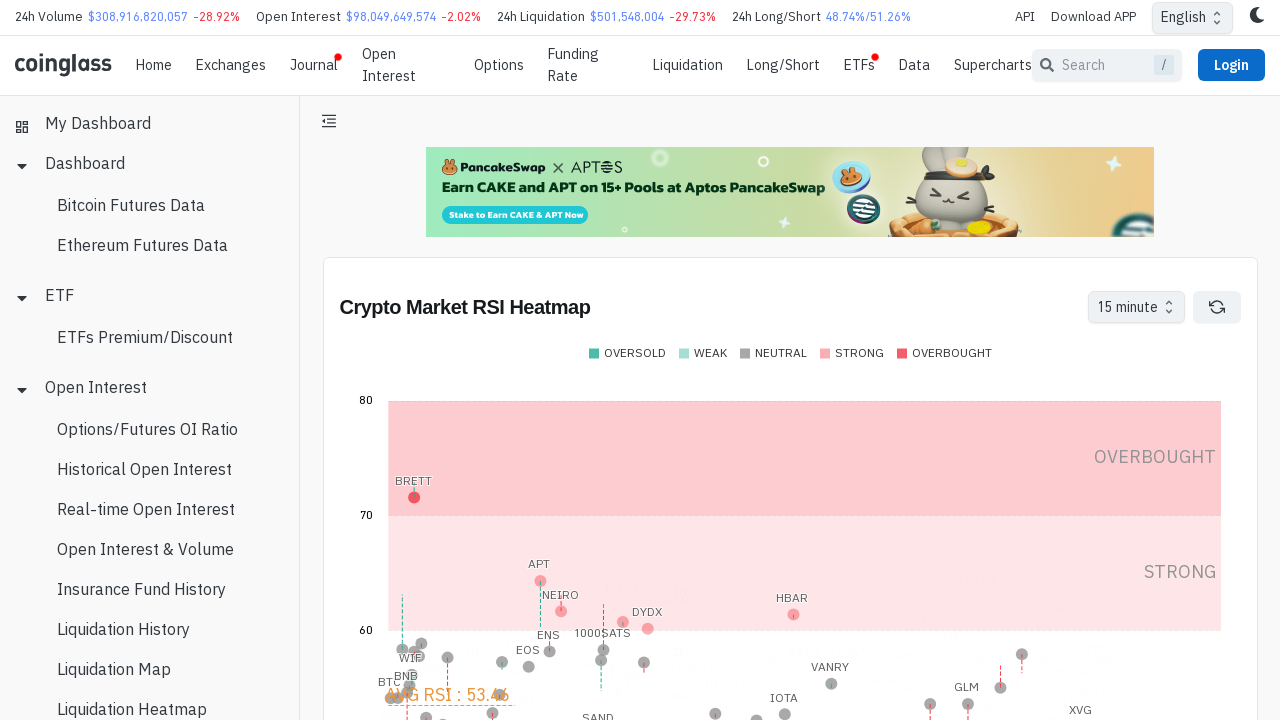 24h Volume $308,916,820,057 -28.92% Open Interest $98,049,649,574 -2.02% 24h Liquidation $501,548,004 -29.73% 24h Long/Short 48.74%/51.26% API Download APP English
coinglass Home Exchanges Journal Open Interest Options Funding Rate Liquidation Long/Short ETFs Data Supercharts Search / Login
My Dashboard
Dashboard
Bitcoin Futures Data
Ethereum Futures Data
ETF
ETFs Premium/Discount
Open Interest
Options/Futures OI Ratio
Historical Open Interest
Real-time Open Interest
Open Interest & Volume
Insurance Fund History
Liquidation History
Liquidation Map
Liquidation Heatmap
PancakeSwap × APTOS
Earn CAKE and APT on 15+ Pools at Aptos PancakeSwap
Stake to Earn CAKE & APT Now
Crypto Market RSI Heatmap
15 minute
OVERSOLD WEAK NEUTRAL STRONG OVERBOUGHT
80
OVERBOUGHT
BRETT
70
APT
STRONG
NEIRO
HBAR
DYDX
60
1000SATS
ENS
EOS
WIF
VANRY
BNB
BTC
GLM
AVG RSI : 53.46
IOTA
XVG
SAND